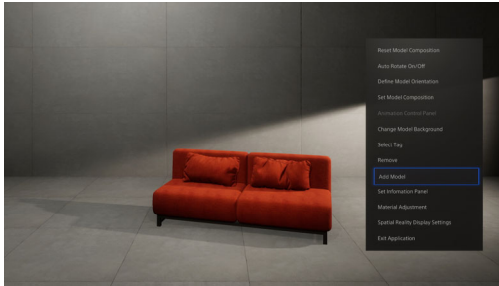 Reset Model Composition
Auto Rotate On/Off
Define Model Orientation
Set Model Composition
Animation Control Panel
Change Model Background
Select Tag
Remove
Add Model
Set Infomation Panel
Material Adjustment
Spatial Reality Display Settings
Exit Application